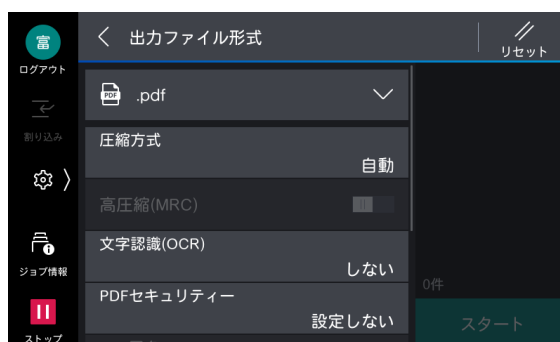 富
出力ファイル形式
リセット
ログアウト
PDF
.pdf
割り込み
圧縮方式
自動
高圧縮(MRC)
文字認識(OCR)
しない
ジョブ情報
PDFセキュリティー
0件
設定しない
スタート
ストップ